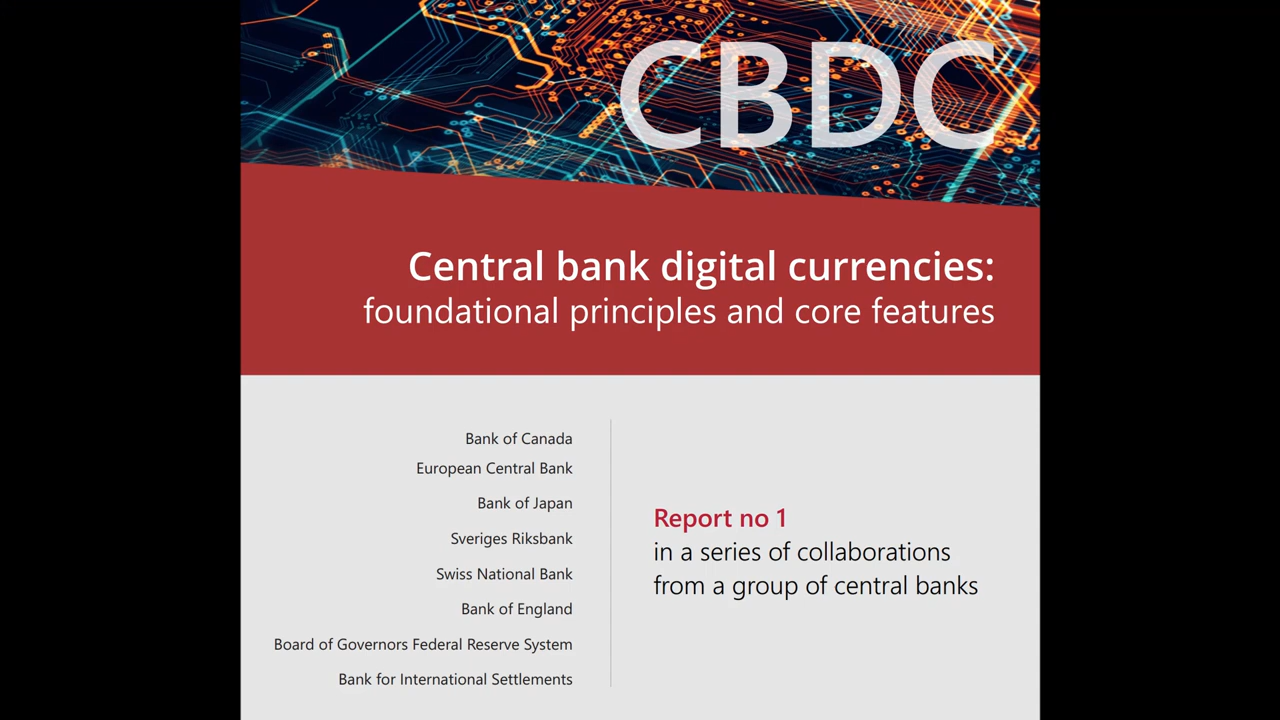 CBDC
Central bank digital currencies:
foundational principles and core features
Bank of Canada
European Central Bank
Bank of Japan
Sveriges Riksbank
Swiss National Bank
Bank of England
Board of Governors Federal Reserve System
Bank for International Settlements
Report no 1
in a series of collaborations
from a group of central banks